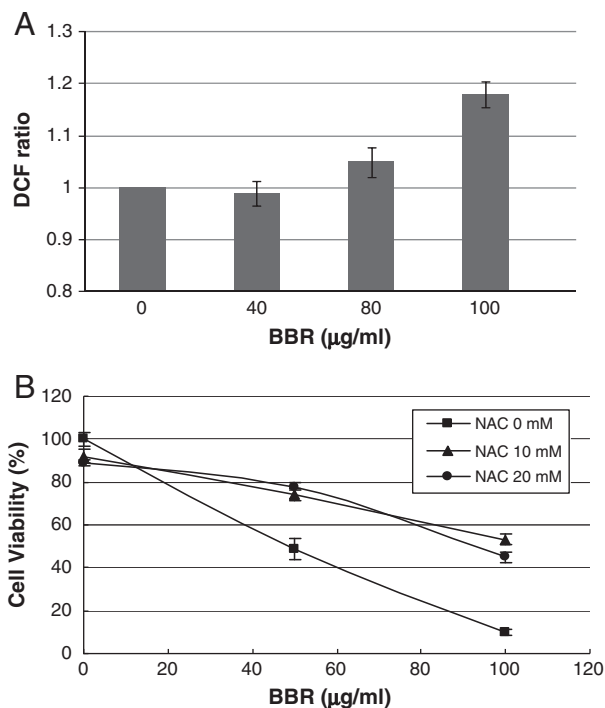 A
1.3
1.2
1.1
1
0.9
0.8
DCF ratio
0 40 80 100
BBR (μg/ml)
B
120
100
80
60
40
20
0
Cell Viability (%)
NAC 0 mM
NAC 10 mM
NAC 20 mM
0 20 40 60 80 100 120
BBR (μg/ml)